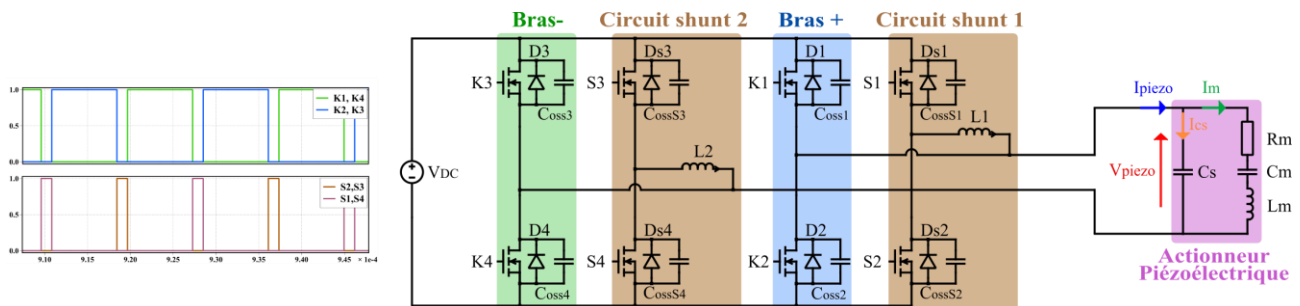 Bras-
Circuit shunt 2
Bras +
Circuit shunt 1
D3
Ds3
D1
Ds1
K3
S3
K1
S1
Coss3
CossS3
Coss1
CossS1
1.0
0.5
0.0
K1, K4
K2, K3
1.0
0.5
0.0
S2,S3
S1,S4
9.10
9.15
9.20
9.25
9.30
9.35
9.40
9.45
× 1e-4
VDC
L2
L1
Ipiezo
Im
Ics
Vpiezo
Cs
Rm
Cm
Lm
D4
Ds4
D2
Ds2
K4
S4
K2
S2
Coss4
CossS4
Coss2
CossS2
Actionneur
Piézoélectrique